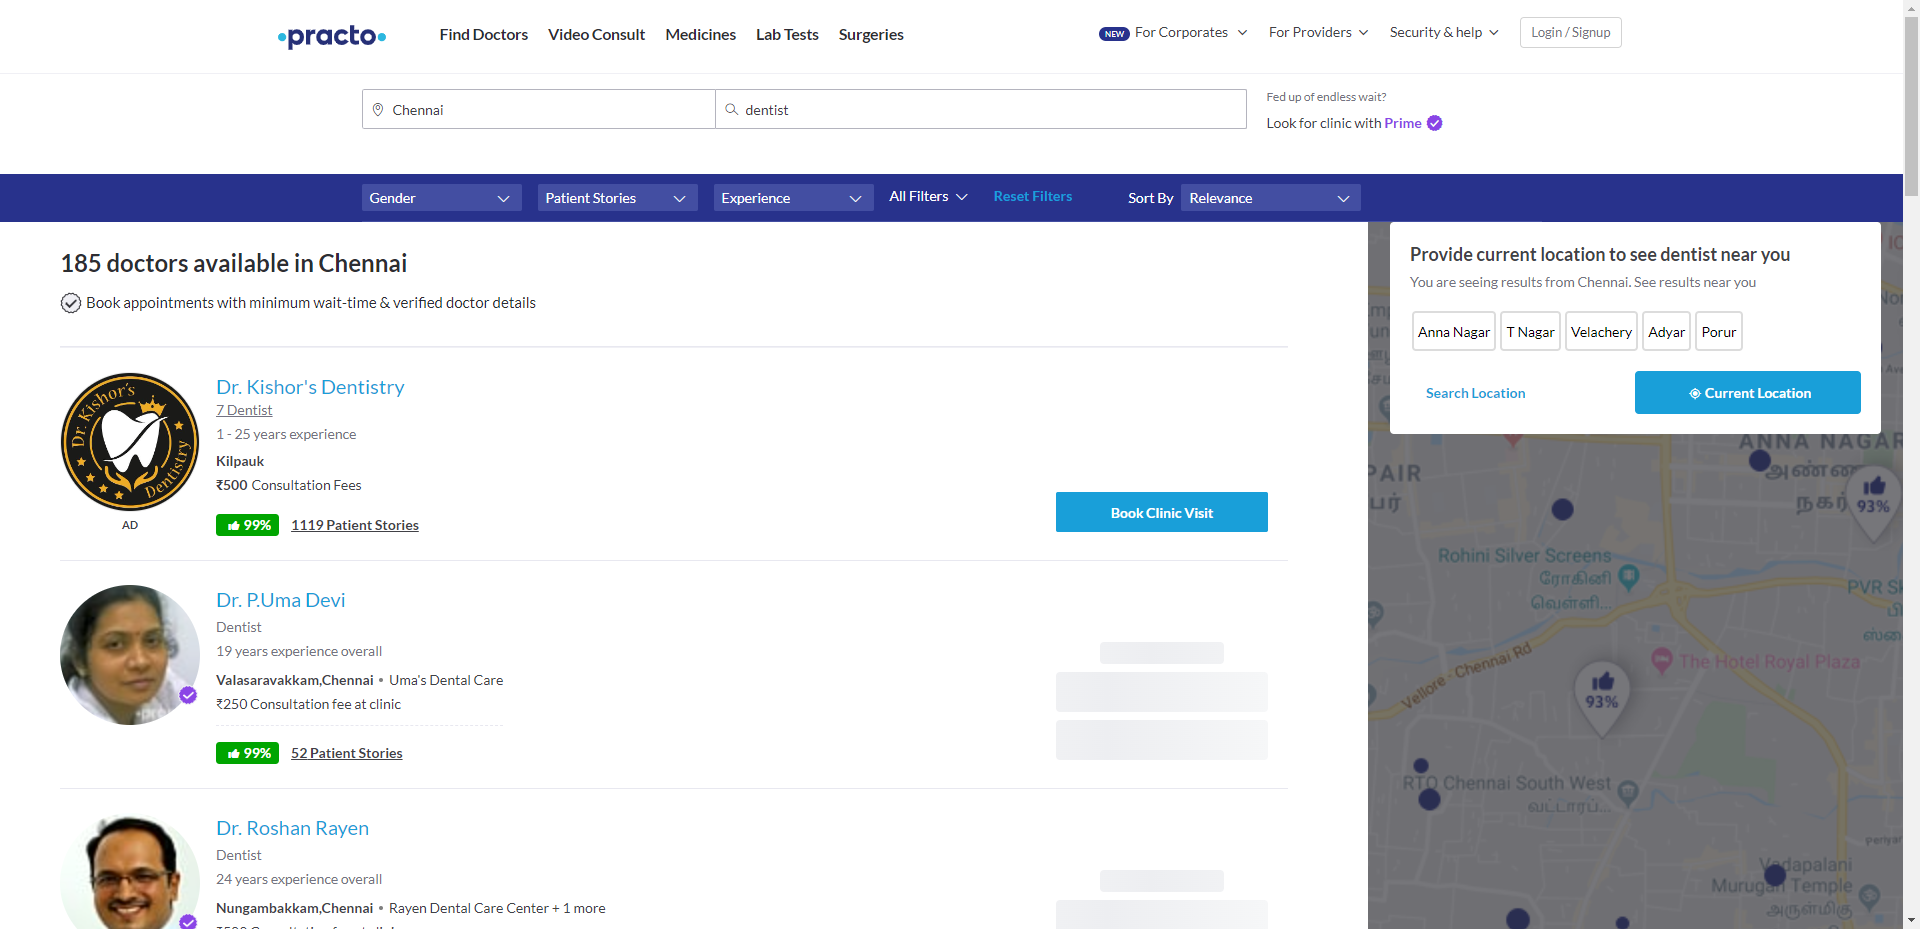 practo
Find Doctors
Video Consult
Medicines
Lab Tests
Surgeries
NEW For Corporates
For Providers
Security & help
Login / Signup
Chennai
dentist
Fed up of endless wait?
Look for clinic with Prime
Gender
Patient Stories
Experience
All Filters
Reset Filters
Sort By
Relevance
185 doctors available in Chennai
Book appointments with minimum wait-time & verified doctor details
Dr. Kishor's
Dentistry
AD
Dr. Kishor's Dentistry
7 Dentist
1 - 25 years experience
Kilpauk
₹500 Consultation Fees
99% 1119 Patient Stories
Book Clinic Visit
Dr. P.Uma Devi
Dentist
19 years experience overall
Valasaravakkam,Chennai • Uma's Dental Care
₹250 Consultation fee at clinic
99% 52 Patient Stories
Dr. Roshan Rayen
Dentist
24 years experience overall
Nungambakkam,Chennai • Rayen Dental Care Center + 1 more
Provide current location to see dentist near you
You are seeing results from Chennai. See results near you
Anna Nagar
T Nagar
Velachery
Adyar
Porur
Search Location
Current Location
ANNA NAGAR
அண்ண
நகர்
93%
PAIR
பர்
Rohini Silver Screens
ரோகினி
வெள்ளி...
PVR SK
The Hotel Royal Plaza
Vellore - Chennai Rd
93%
RTO Chennai South West
வட்டாரப்...
Vadapalani
Murugan Temple
அருள்மிகு